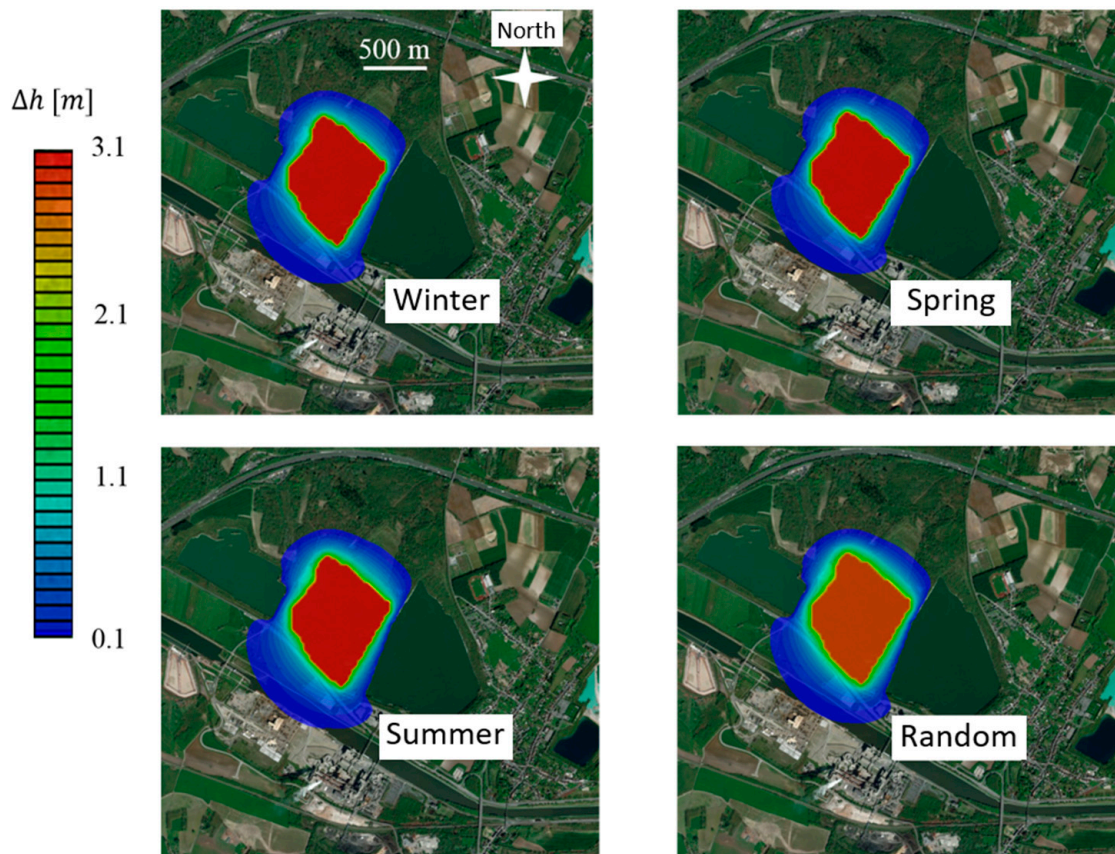 North
500 m
Δh [m]
3.1
2.1
1.1
0.1
Winter
Spring
Summer
Random